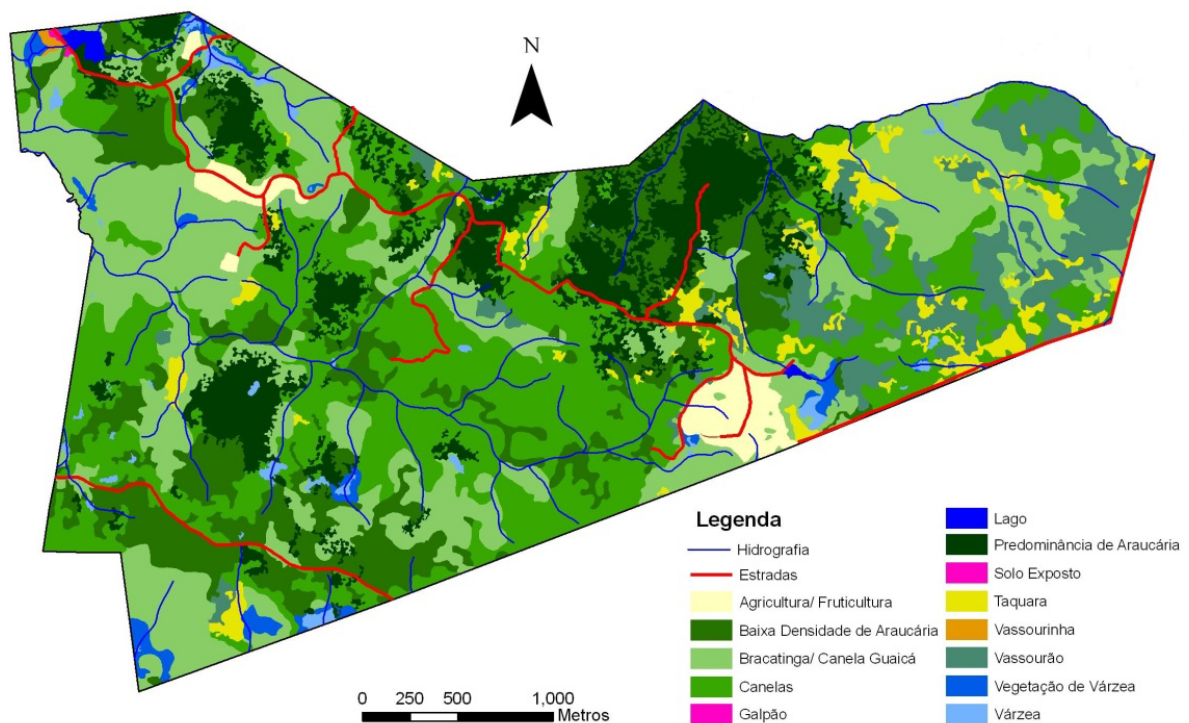 N
Legenda
Hidrografia
Estradas
Agricultura/ Fruticultura
Baixa Densidade de Araucária
Bracatinga/ Canela Guaicá
Canelas
Galpão
Lago
Predominância de Araucária
Solo Exposto
Taquara
Vassourinha
Vassourão
Vegetação de Várzea
Várzea
0 250 500 1,000
Metros